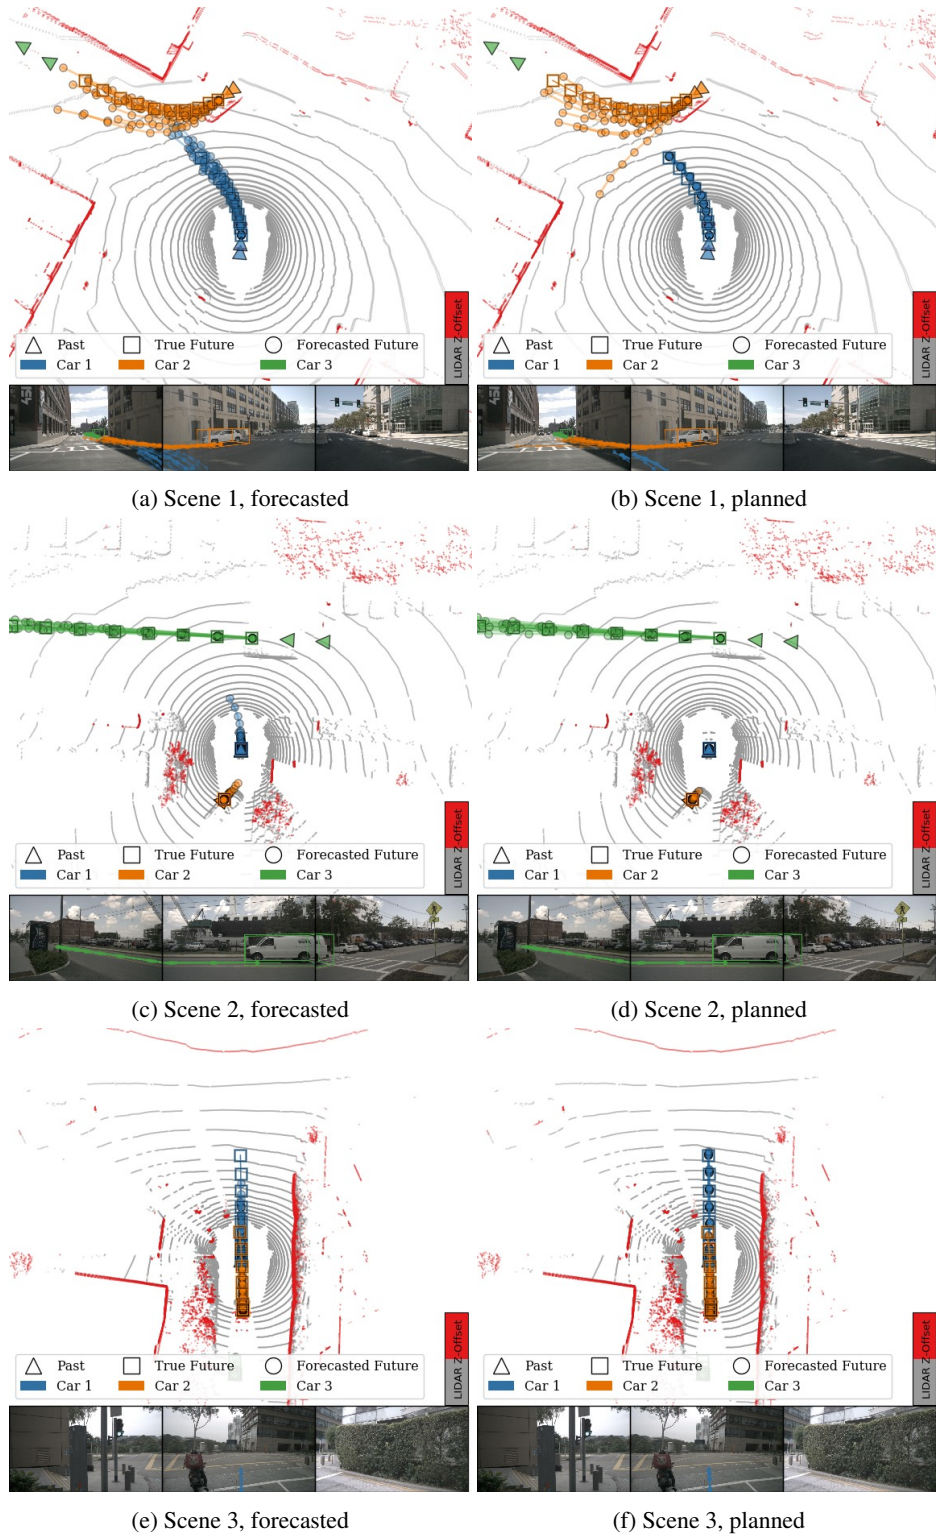 LIDAR Z-Offset
LIDAR Z-Offset
Past True Future Forecasted Future
Car 1 Car 2 Car 3
Past True Future Forecasted Future
Car 1 Car 2 Car 3
(a) Scene 1, forecasted
(b) Scene 1, planned
LIDAR Z-Offset
LIDAR Z-Offset
Past True Future Forecasted Future
Car 1 Car 2 Car 3
Past True Future Forecasted Future
Car 1 Car 2 Car 3
(c) Scene 2, forecasted
(d) Scene 2, planned
LIDAR Z-Offset
LIDAR Z-Offset
Past True Future Forecasted Future
Car 1 Car 2 Car 3
Past True Future Forecasted Future
Car 1 Car 2 Car 3
(e) Scene 3, forecasted
(f) Scene 3, planned